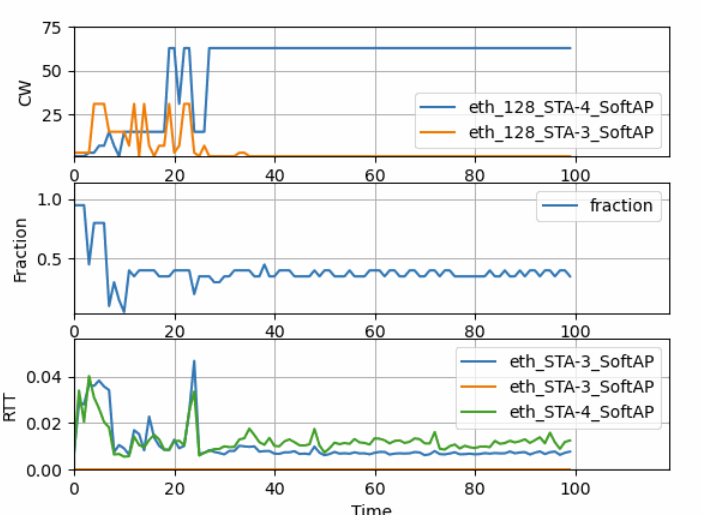 75
50
25
CW
eth_128_STA-4_SoftAP
eth_128_STA-3_SoftAP
0 20 40 60 80 100
1.0
0.5
Fraction
fraction
0 20 40 60 80 100
0.04
0.02
0.00
RTT
eth_STA-3_SoftAP
eth_STA-3_SoftAP
eth_STA-4_SoftAP
0 20 40 60 80 100
Time